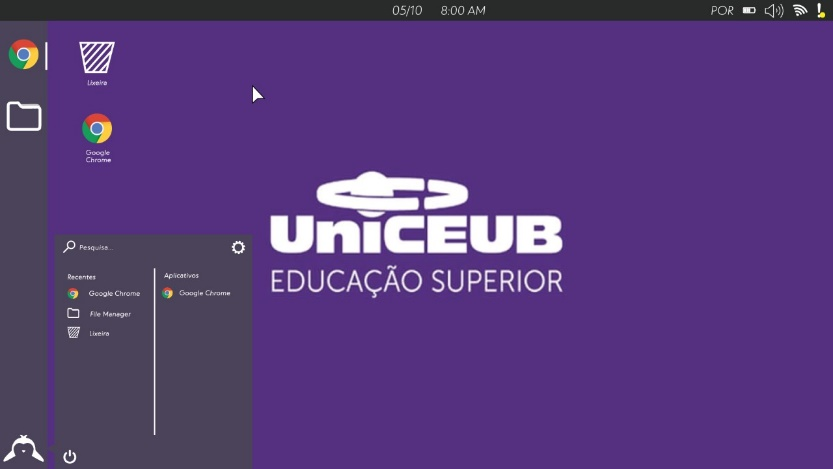 05/10 8:00 AM POR
Lixeira
Google
Chrome
UniCEUB
EDUCAÇÃO SUPERIOR
Pesquise...
Recentes
Google Chrome
File Manager
Lixeira
Aplicativos
Google Chrome